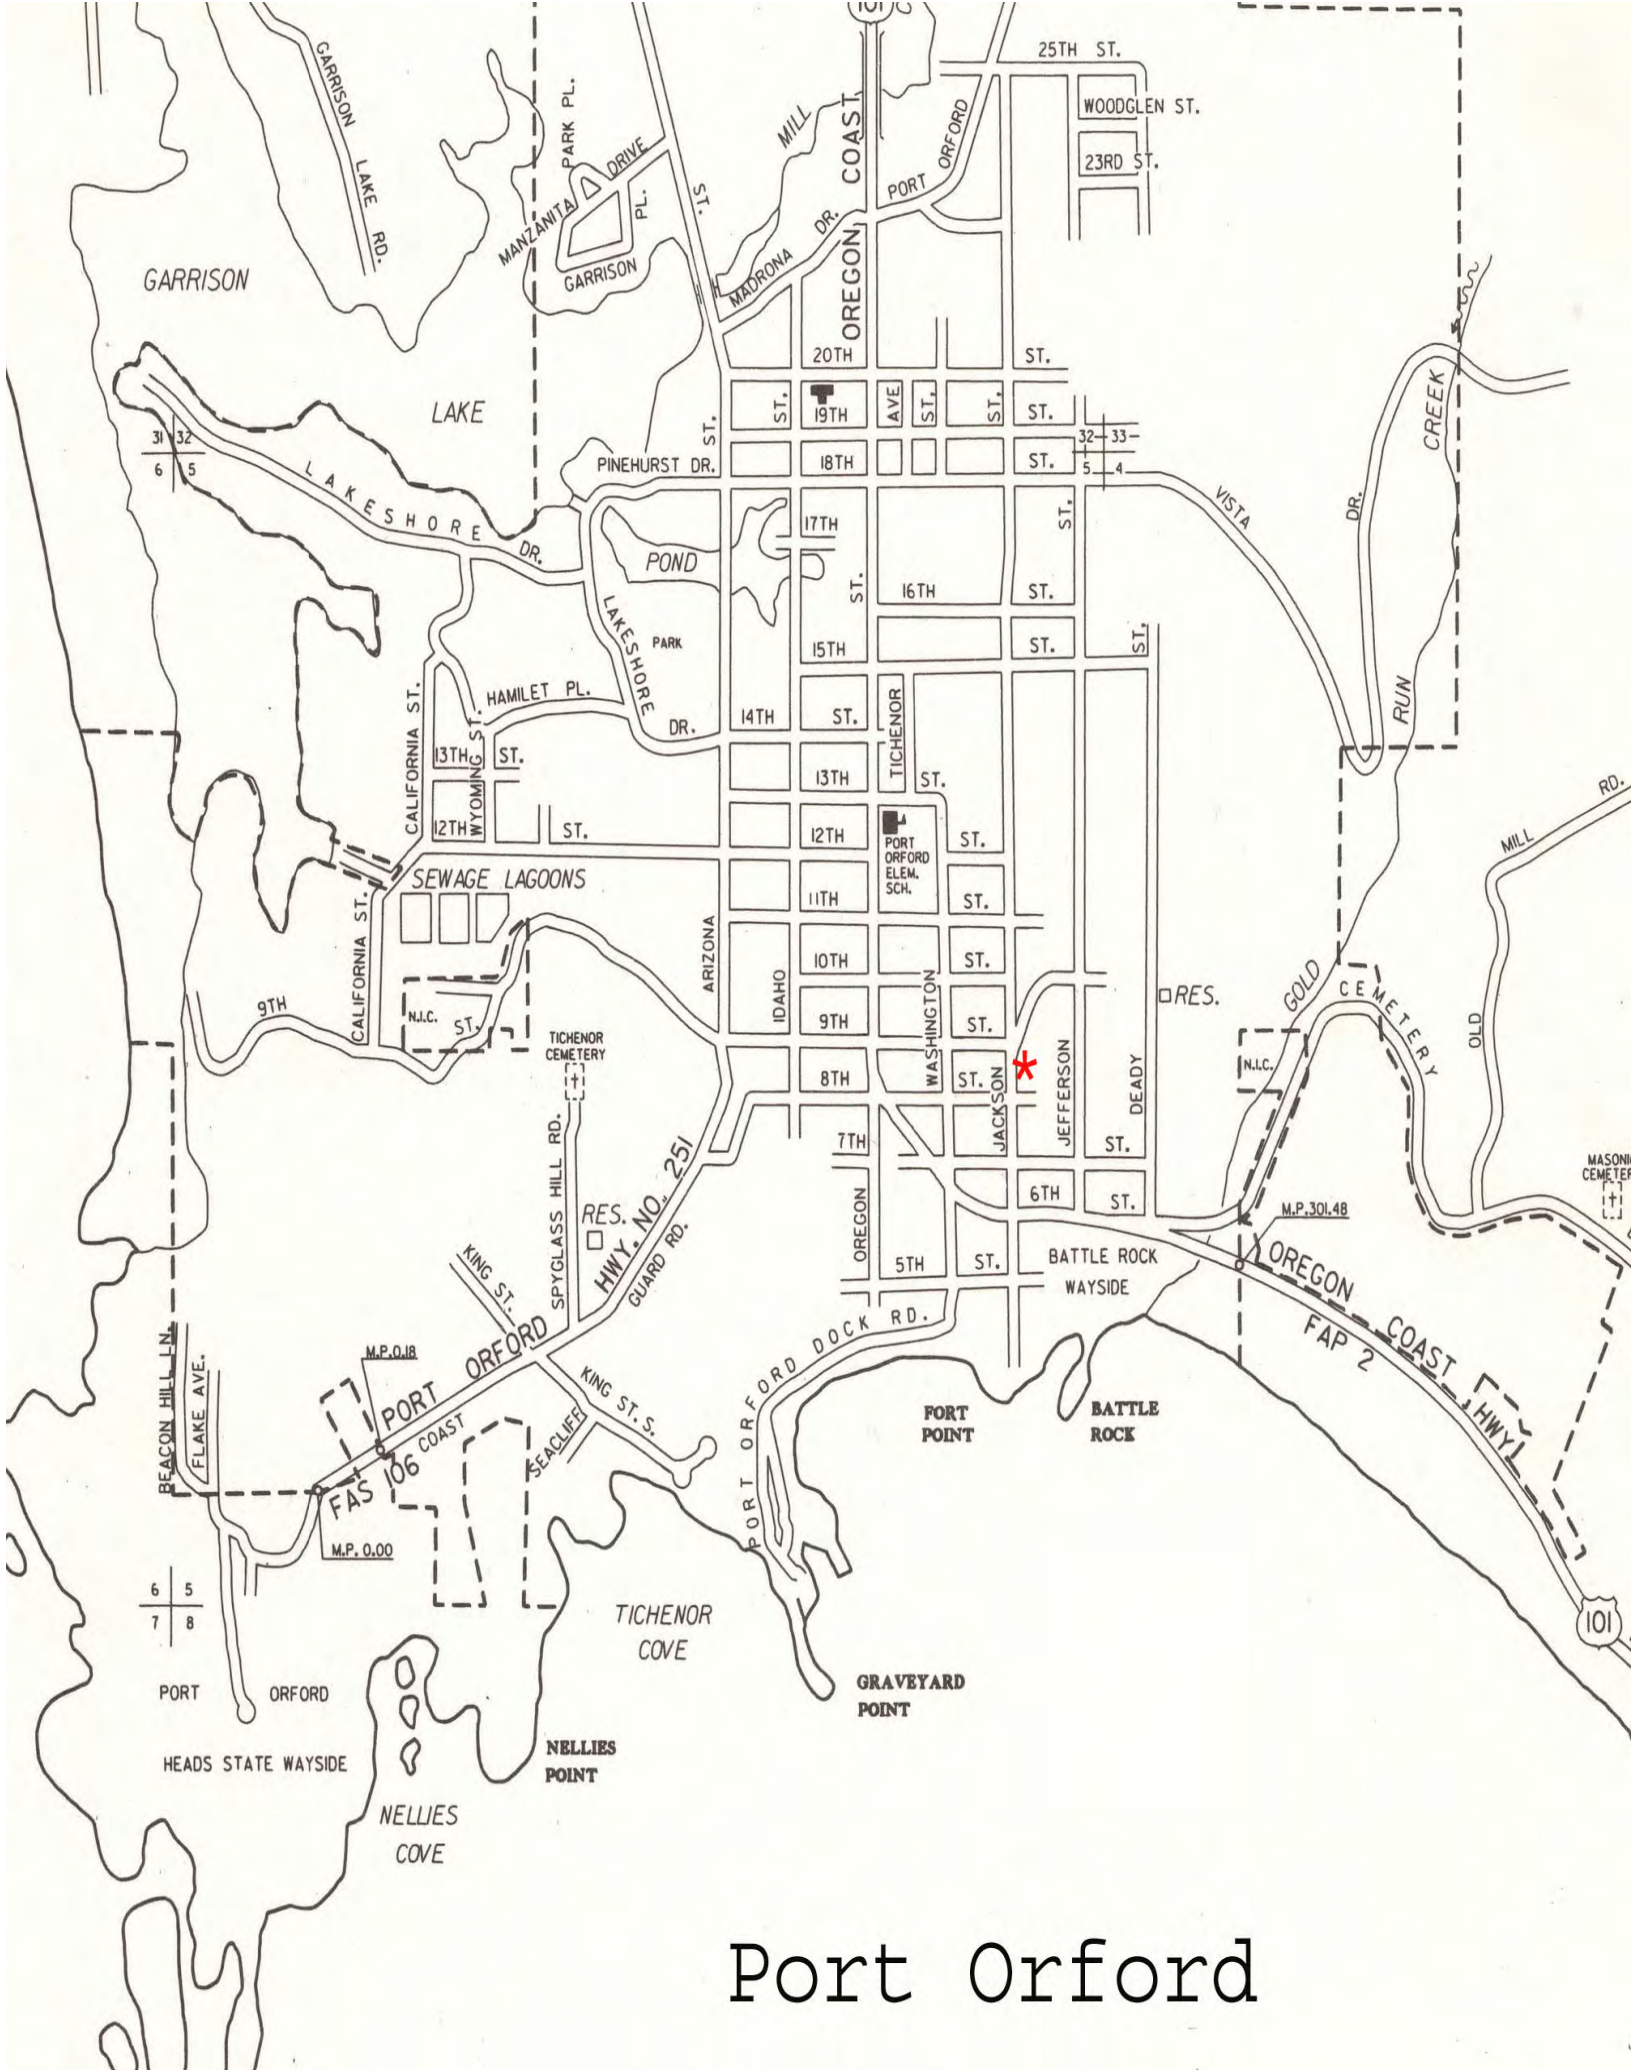 101
25TH ST.
WOODGLEN ST.
23RD ST.
GARRISON LAKE RD.
PARK PL.
MANZANITA DRIVE
GARRISON PL.
ST.
MILL
OREGON COAST
PORT ORFORD
MADRONA DR.
GARRISON
LAKE
20TH ST.
ST.
ST.
AVE
ST.
ST.
19TH ST.
18TH ST.
31 32
6 5
32 33
5 4
PINEHURST DR.
LAKESHORE DR.
VISTA DR.
CREEK
17TH
ST.
POND
ST.
16TH ST.
15TH ST.
ST.
PARK
LAKESHORE DR.
CALIFORNIA ST.
HAMILET PL.
WYOMING ST.
14TH ST.
TICHENOR
RUN
13TH ST.
13TH ST.
12TH ST.
12TH ST.
PORT
ORFORD
ELEM.
SCH.
MILL RD.
SEWAGE LAGOONS
11TH ST.
CALIFORNIA ST.
ARIZONA
10TH ST.
IDAHO
WASHINGTON
RES.
GOLD
CEMETERY
OLD
9TH ST.
N.I.C.
9TH ST.
TICHENOR
CEMETERY
*
N.I.C.
8TH ST.
JACKSON
JEFFERSON
DEADY
7TH ST.
MASONI
CEMETER
SPYGLASS HILL RD.
RES.
HWY. NO. 251
GUARD RD.
OREGON
6TH ST.
M.P.301.48
5TH ST.
BATTLE ROCK
WAYSIDE
OREGON COAST HWY.
FAP 2
KING ST.
BEACON HILL LN.
FLAKE AVE.
M.P.0.18
PORT ORFORD
COAST
FAS 106
KING ST. S.
SEACLIFF
PORT ORFORD DOCK RD.
FORT
POINT
BATTLE
ROCK
M.P. 0.00
6 5
7 8
101
TICHENOR
COVE
PORT ORFORD
HEADS STATE WAYSIDE
GRAVEYARD
POINT
NELLIES
POINT
NELLIES
COVE
Port Orford